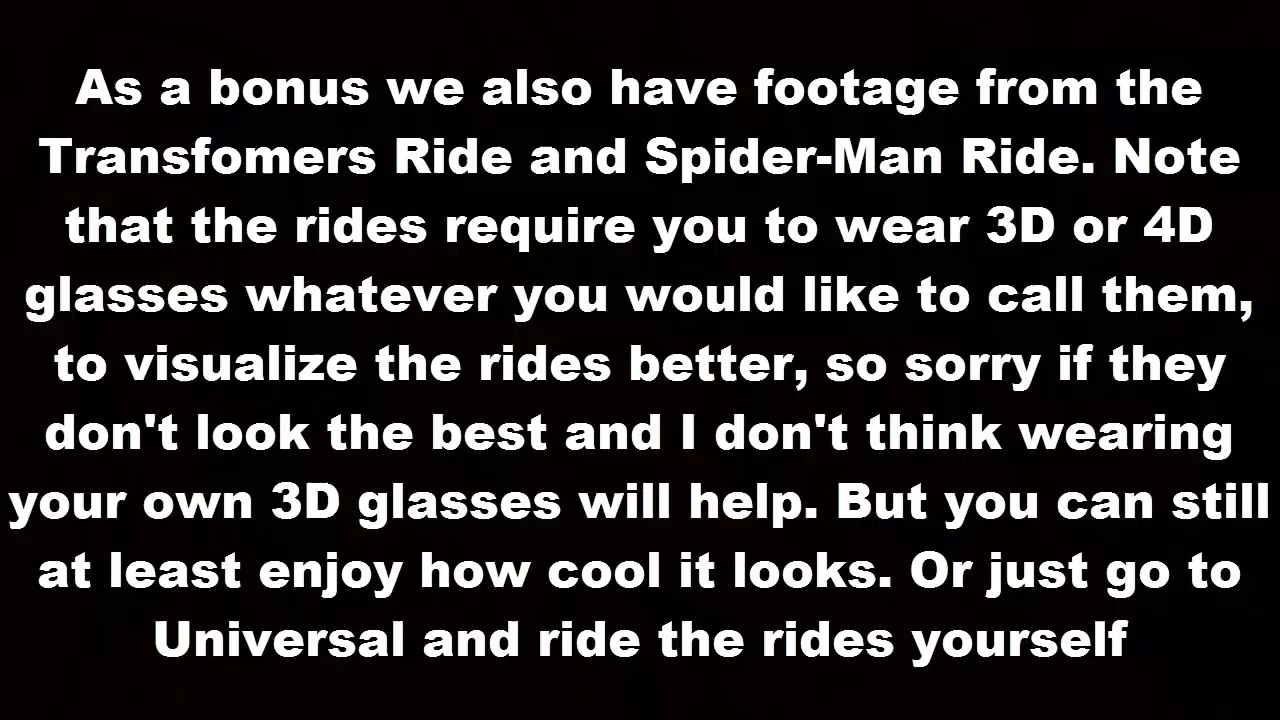 As a bonus we also have footage from the
Transfomers Ride and Spider-Man Ride. Note
that the rides require you to wear 3D or 4D
glasses whatever you would like to call them,
to visualize the rides better, so sorry if they
don't look the best and I don't think wearing
your own 3D glasses will help. But you can still
at least enjoy how cool it looks. Or just go to
Universal and ride the rides yourself